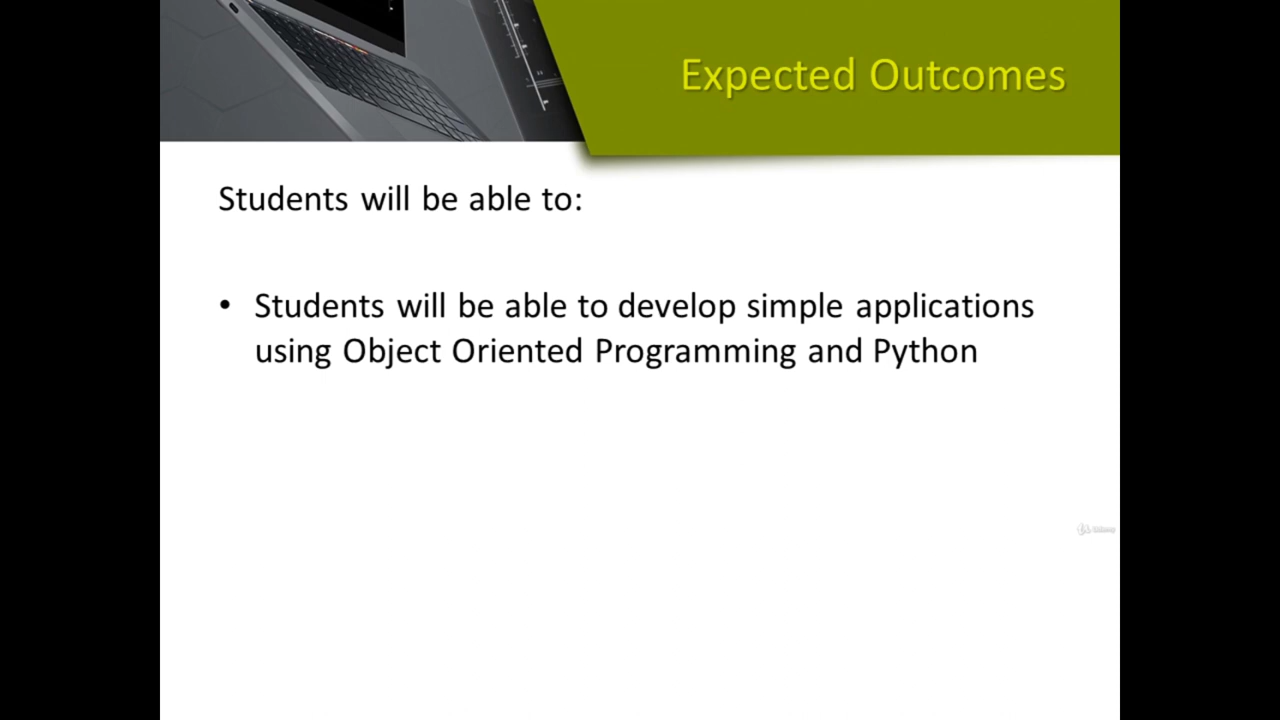 Expected Outcomes
Students will be able to:
• Students will be able to develop simple applications
using Object Oriented Programming and Python
Udemy